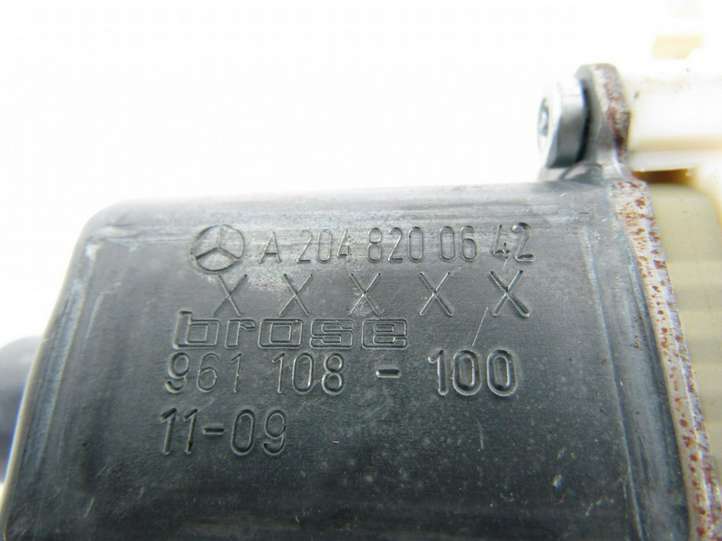 A 204 820 06 42
X X X X X
brose
961 108 - 100
11-09